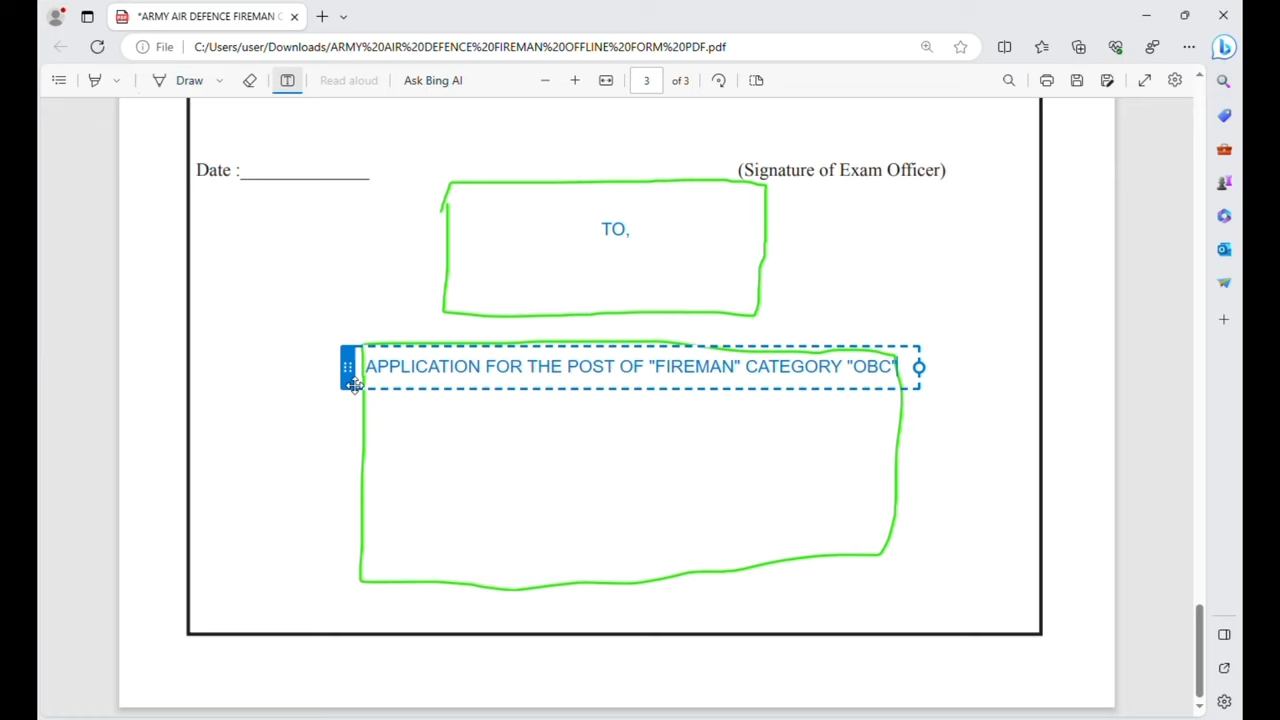 *ARMY AIR DEFENCE FIREMAN
File
C:/Users/user/Downloads/ARMY%20AIR%20DEFENCE%20FIREMAN%20OFFLINE%20FORM%20PDF.pdf
Draw
Read aloud
Ask Bing AI
3 of 3
Date :______________ (Signature of Exam Officer)
TO,
APPLICATION FOR THE POST OF "FIREMAN" CATEGORY "OBC"